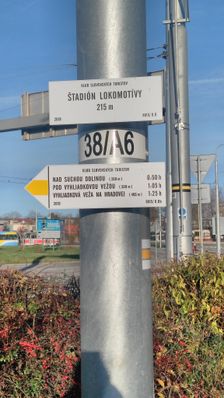 KLUB SLOVENSKÝCH TURISTOV
ŠTADIÓN LOKOMOTÍVY
215 m
38/A6
KLUB SLOVENSKÝCH TURISTOV
NAD SUCHOU DOLINOU 0.50 h
POD VYHLIADKOVOU VEŽOU 1.05 h
VYHLIADKOVÁ VEŽA NA HRADOVEJ 1.25 h